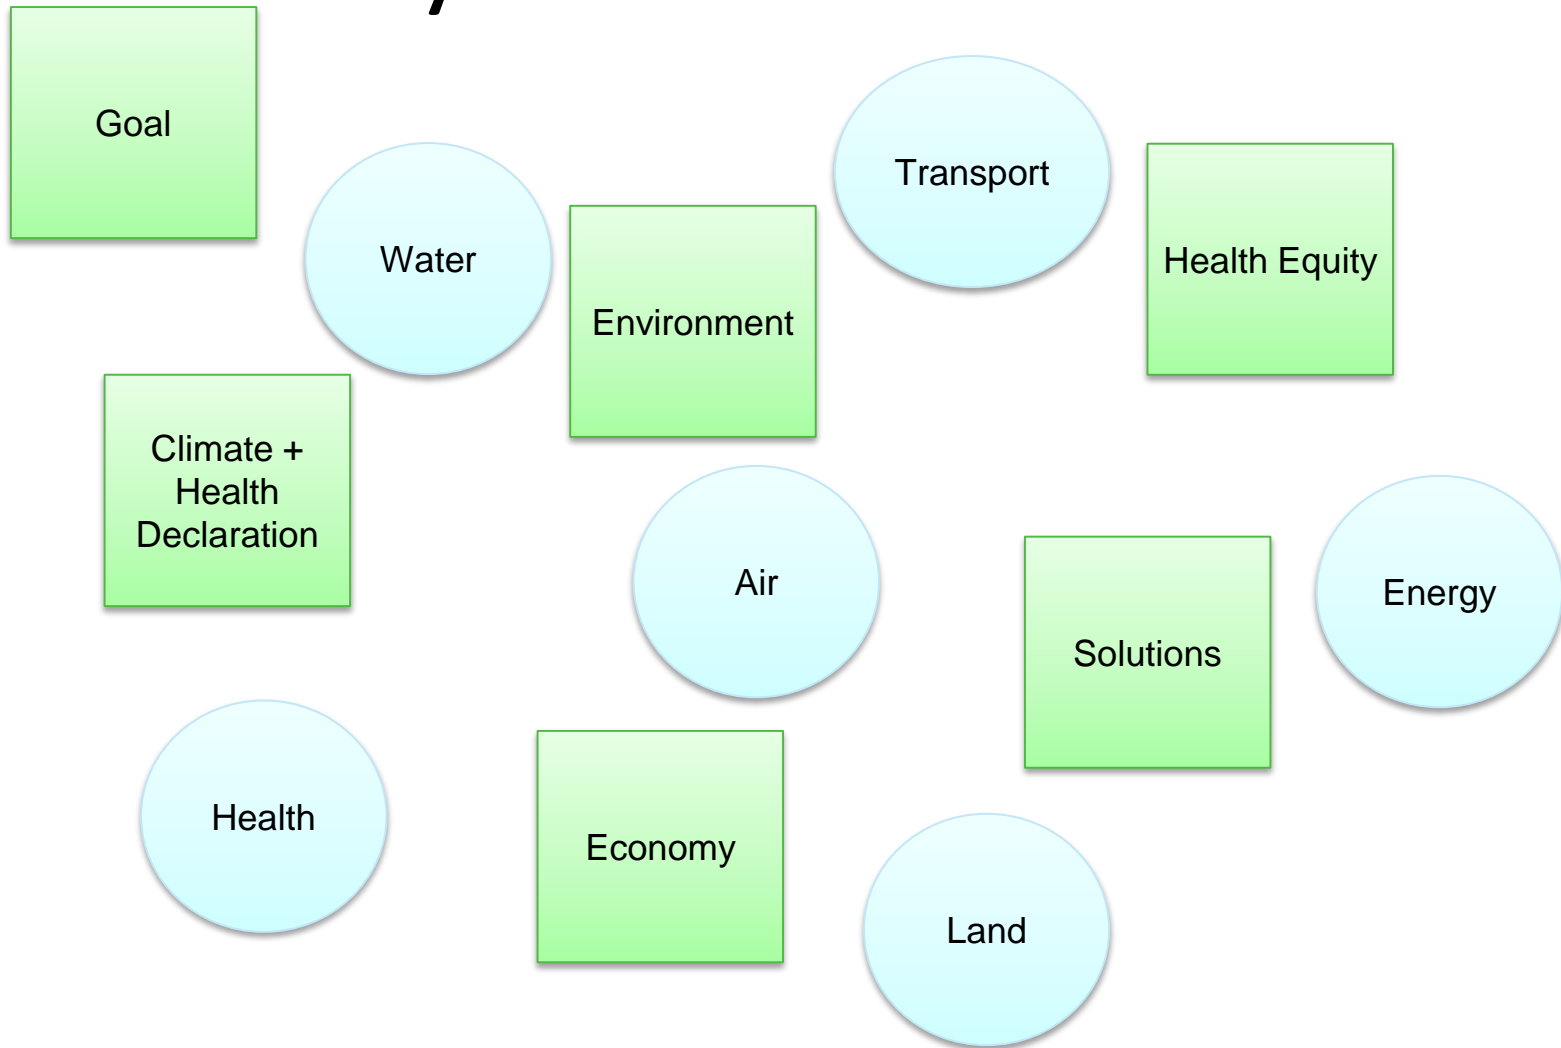 Goal
Transport
Water
Health Equity
Environment
Climate +
Health
Declaration
Air
Energy
Solutions
Health
Economy
Land